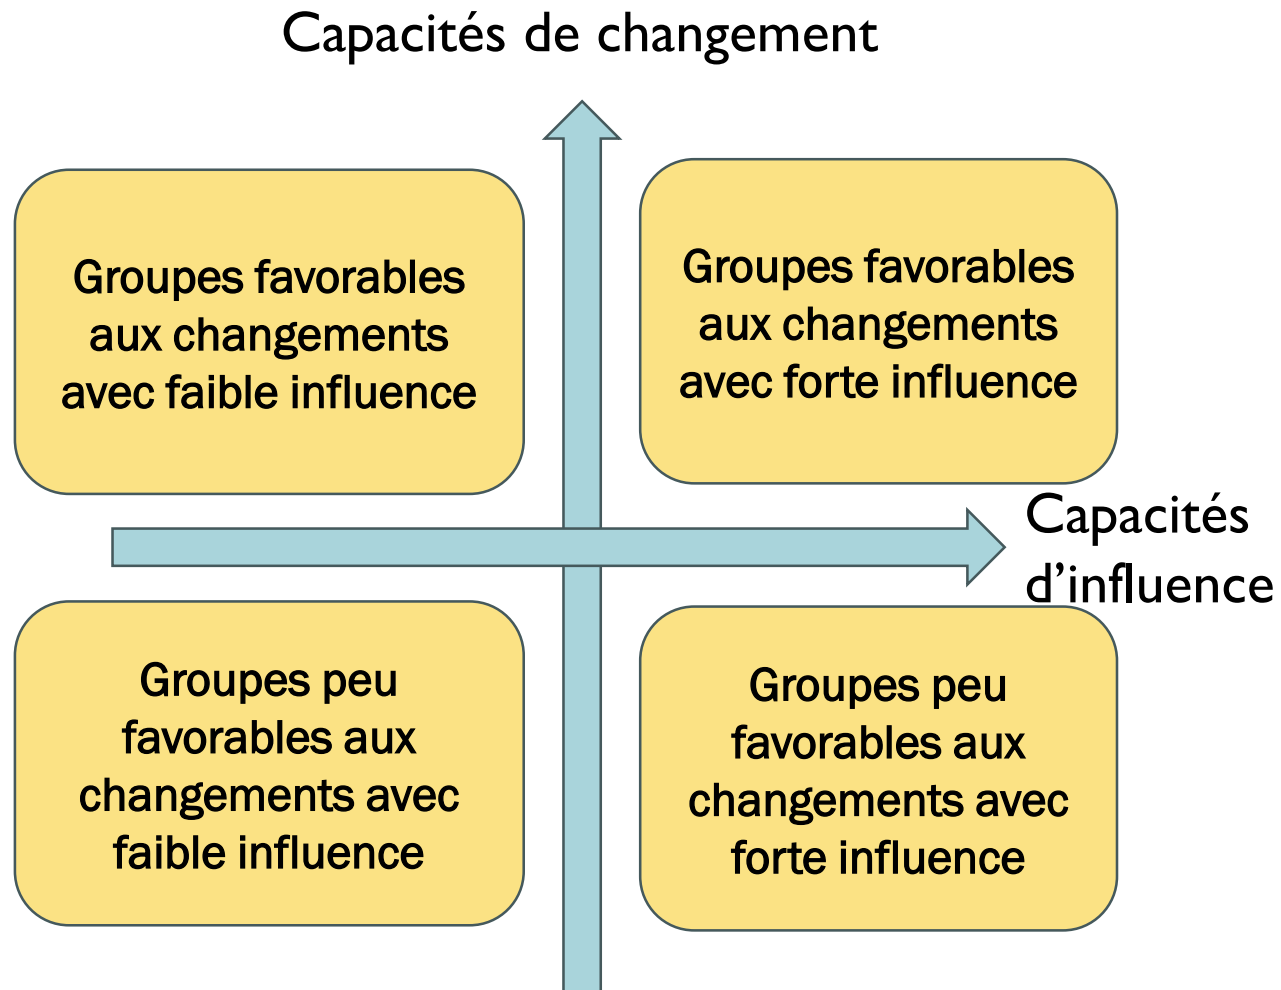 Capacités de changement
Groupes favorables
aux changements
avec faible influence
Groupes favorables
aux changements
avec forte influence
Capacités
d’influence
Groupes peu
favorables aux
changements avec
faible influence
Groupes peu
favorables aux
changements avec
forte influence